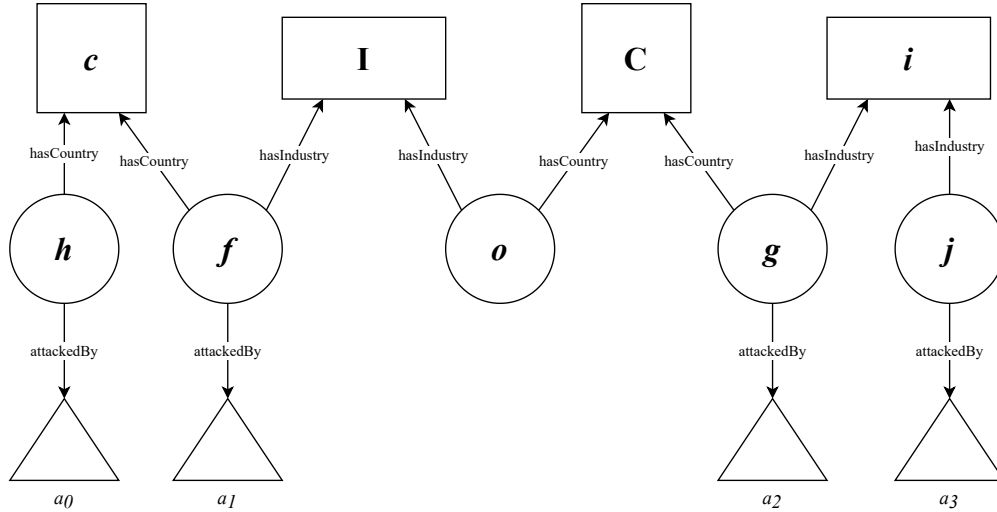 c
I
C
i
hasCountry
hasCountry
hasIndustry
hasIndustry
hasCountry
hasCountry
hasIndustry
hasIndustry
h
f
o
g
j
attackedBy
attackedBy
attackedBy
attackedBy
a0
a1
a2
a3